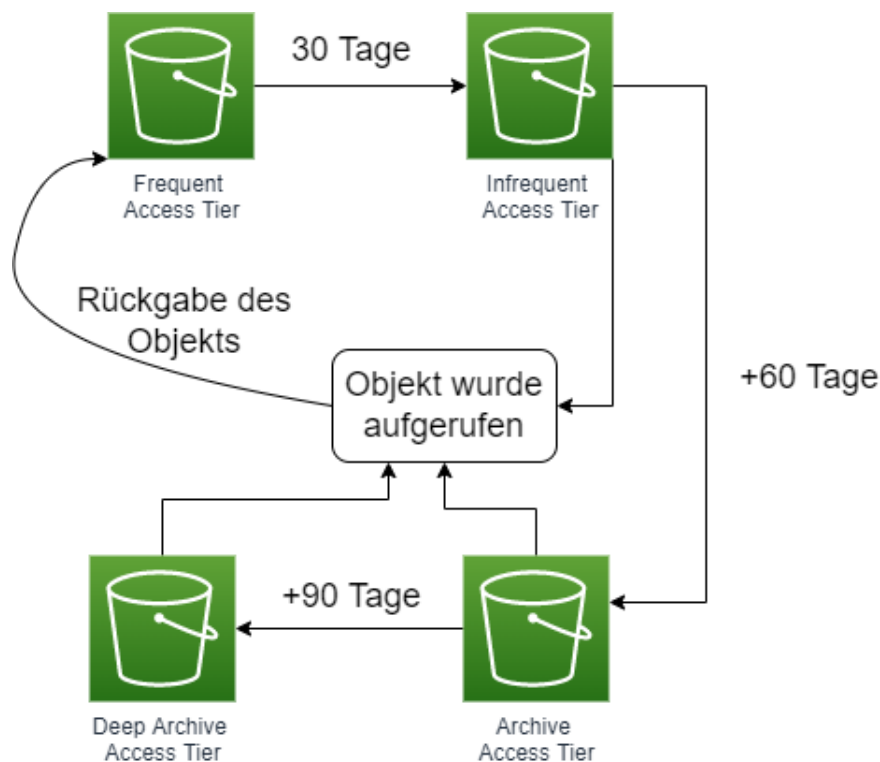 30 Tage
Frequent
Access Tier
Infrequent
Access Tier
Rückgabe des
Objekts
Objekt wurde
aufgerufen
+60 Tage
+90 Tage
Deep Archive
Access Tier
Archive
Access Tier